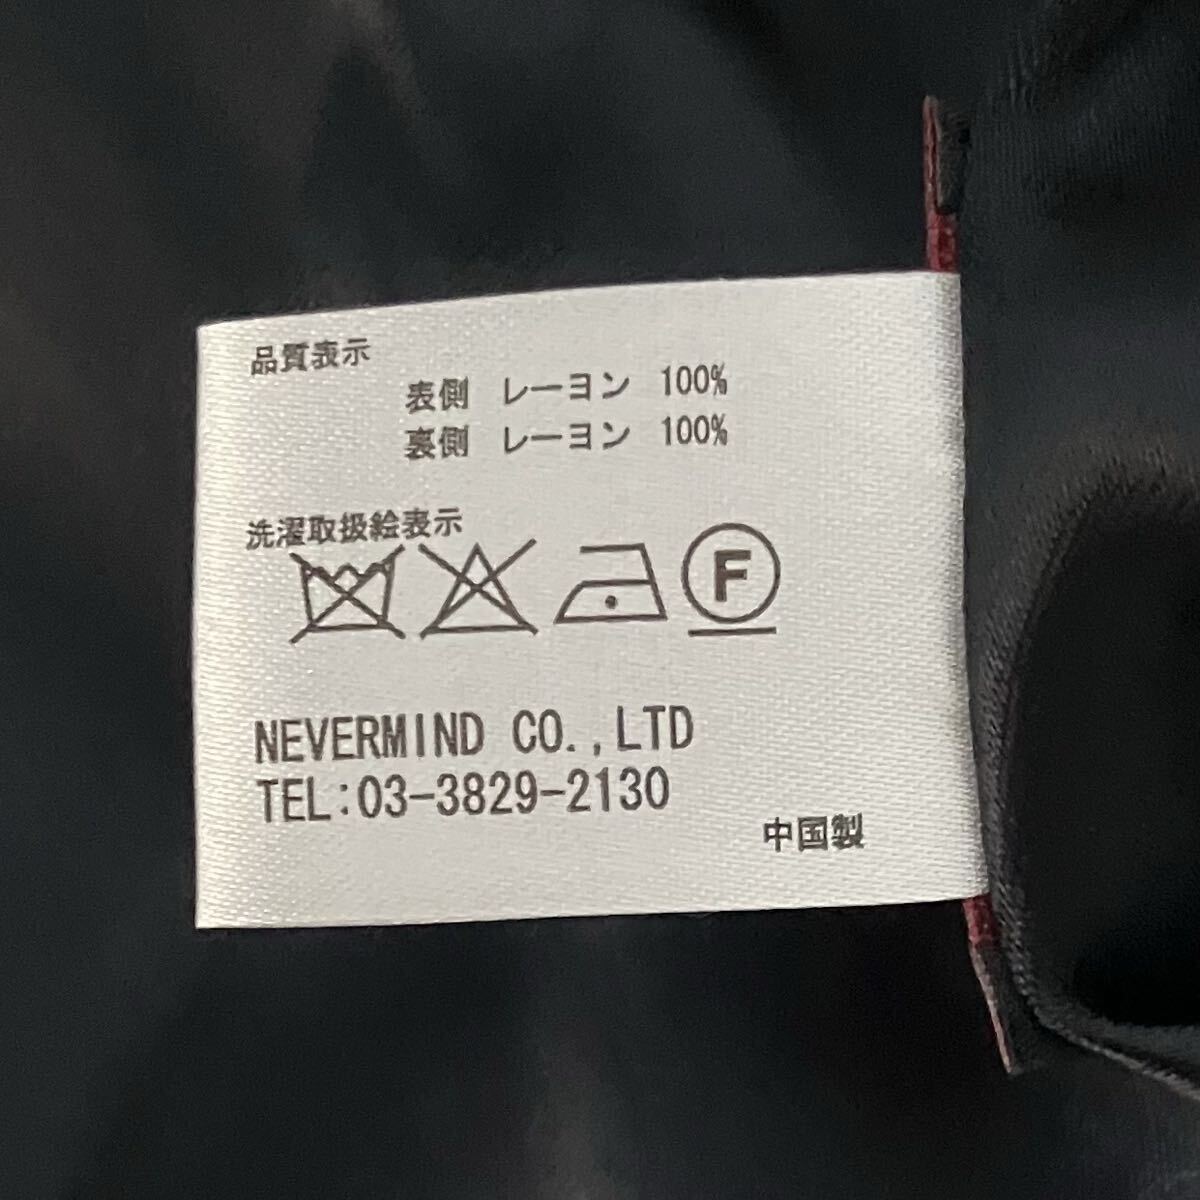 品質表示
表側 レーヨン 100%
裏側 レーヨン 100%
洗濯取扱絵表示
F
NEVERMIND CO.,LTD
TEL:03-3829-2130
中国製